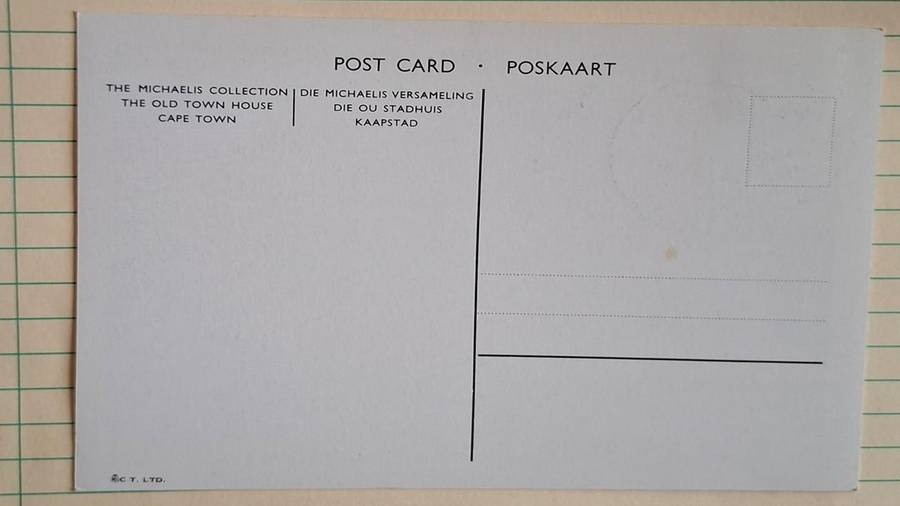 POST CARD · POSKAART
THE MICHAELIS COLLECTION
THE OLD TOWN HOUSE
CAPE TOWN
DIE MICHAELIS VERSAMELING
DIE OU STADHUIS
KAAPSTAD
C.T. LTD.